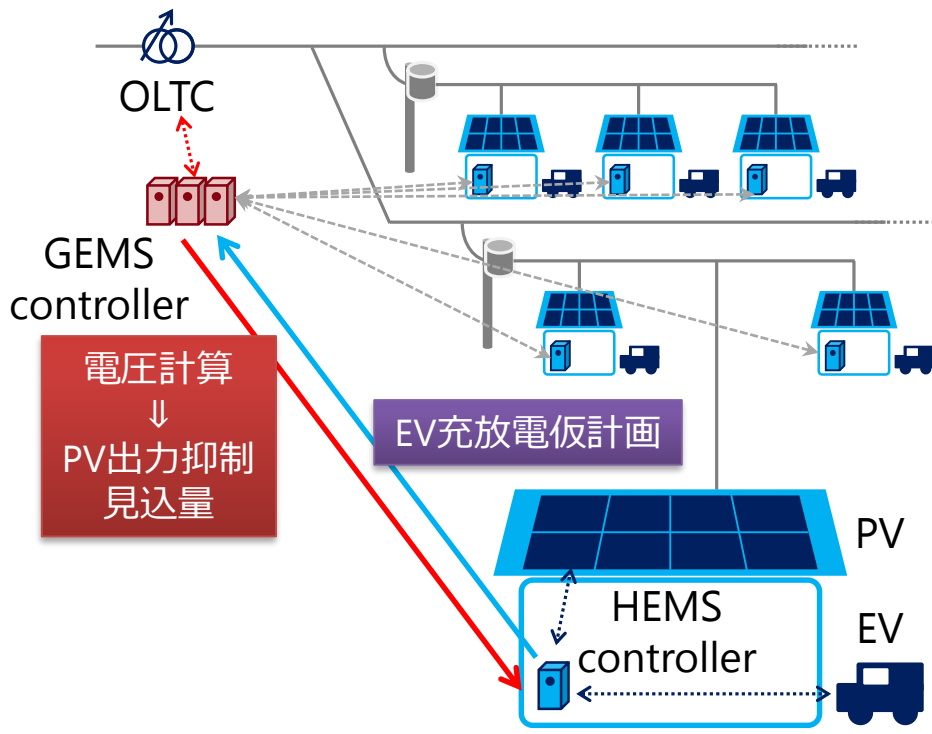 OLTC
GEMS
controller
電圧計算
⇓
PV出力抑制
見込量
EV充放電仮計画
PV
HEMS
controller
EV